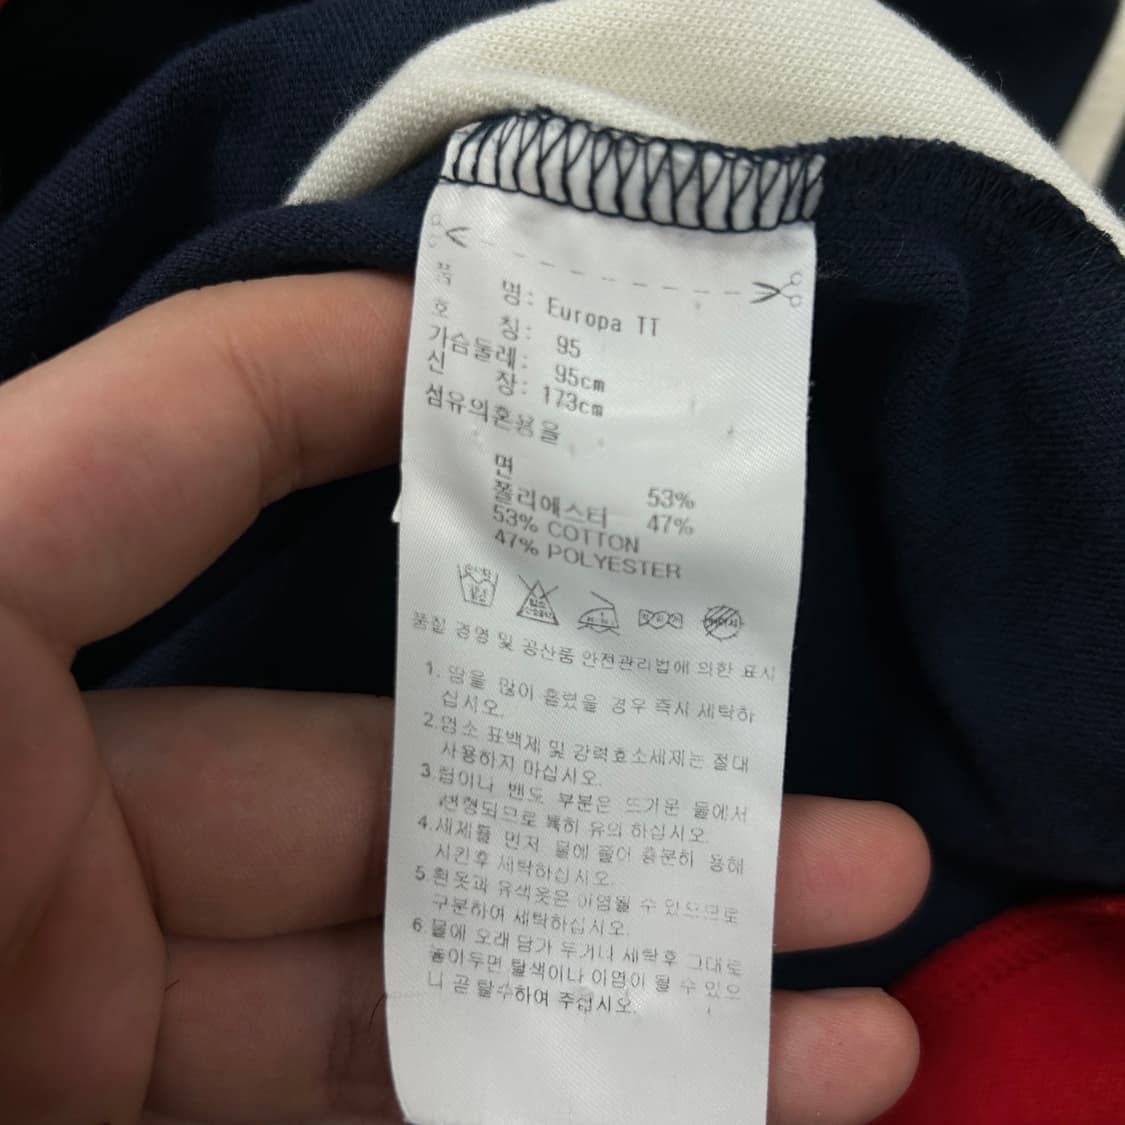 품 명: Europa TT
호 칭: 95
가슴둘레: 95cm
신 장: 173cm
섬유의혼용율
면 53%
폴리에스터 47%
53% COTTON
47% POLYESTER
품질 경영 및 공산품 안전관리법에 의한 표시
1. 땀을 많이 흘렸을 경우 즉시 세탁하
십시오.
2.염소 표백제 및 강력효소세제는 절대
사용하지 마십시오.
3.럽이나 밴드 부분은 뜨거운 물에서
변형되므로 특히 유의 하십시오.
4.세제를 먼저 물에 풀어 충분히 용해
시킨후 세탁하십시오.
5 흰옷과 유색옷은 이염될 수 있으므로
구분하여 세탁하십시오.
6.물에 오래 담가 두거나 세탁후 그대로
놓아두면 탈색이나 이염이 될 수 있으
니 곧 탈수하여 주십시오.